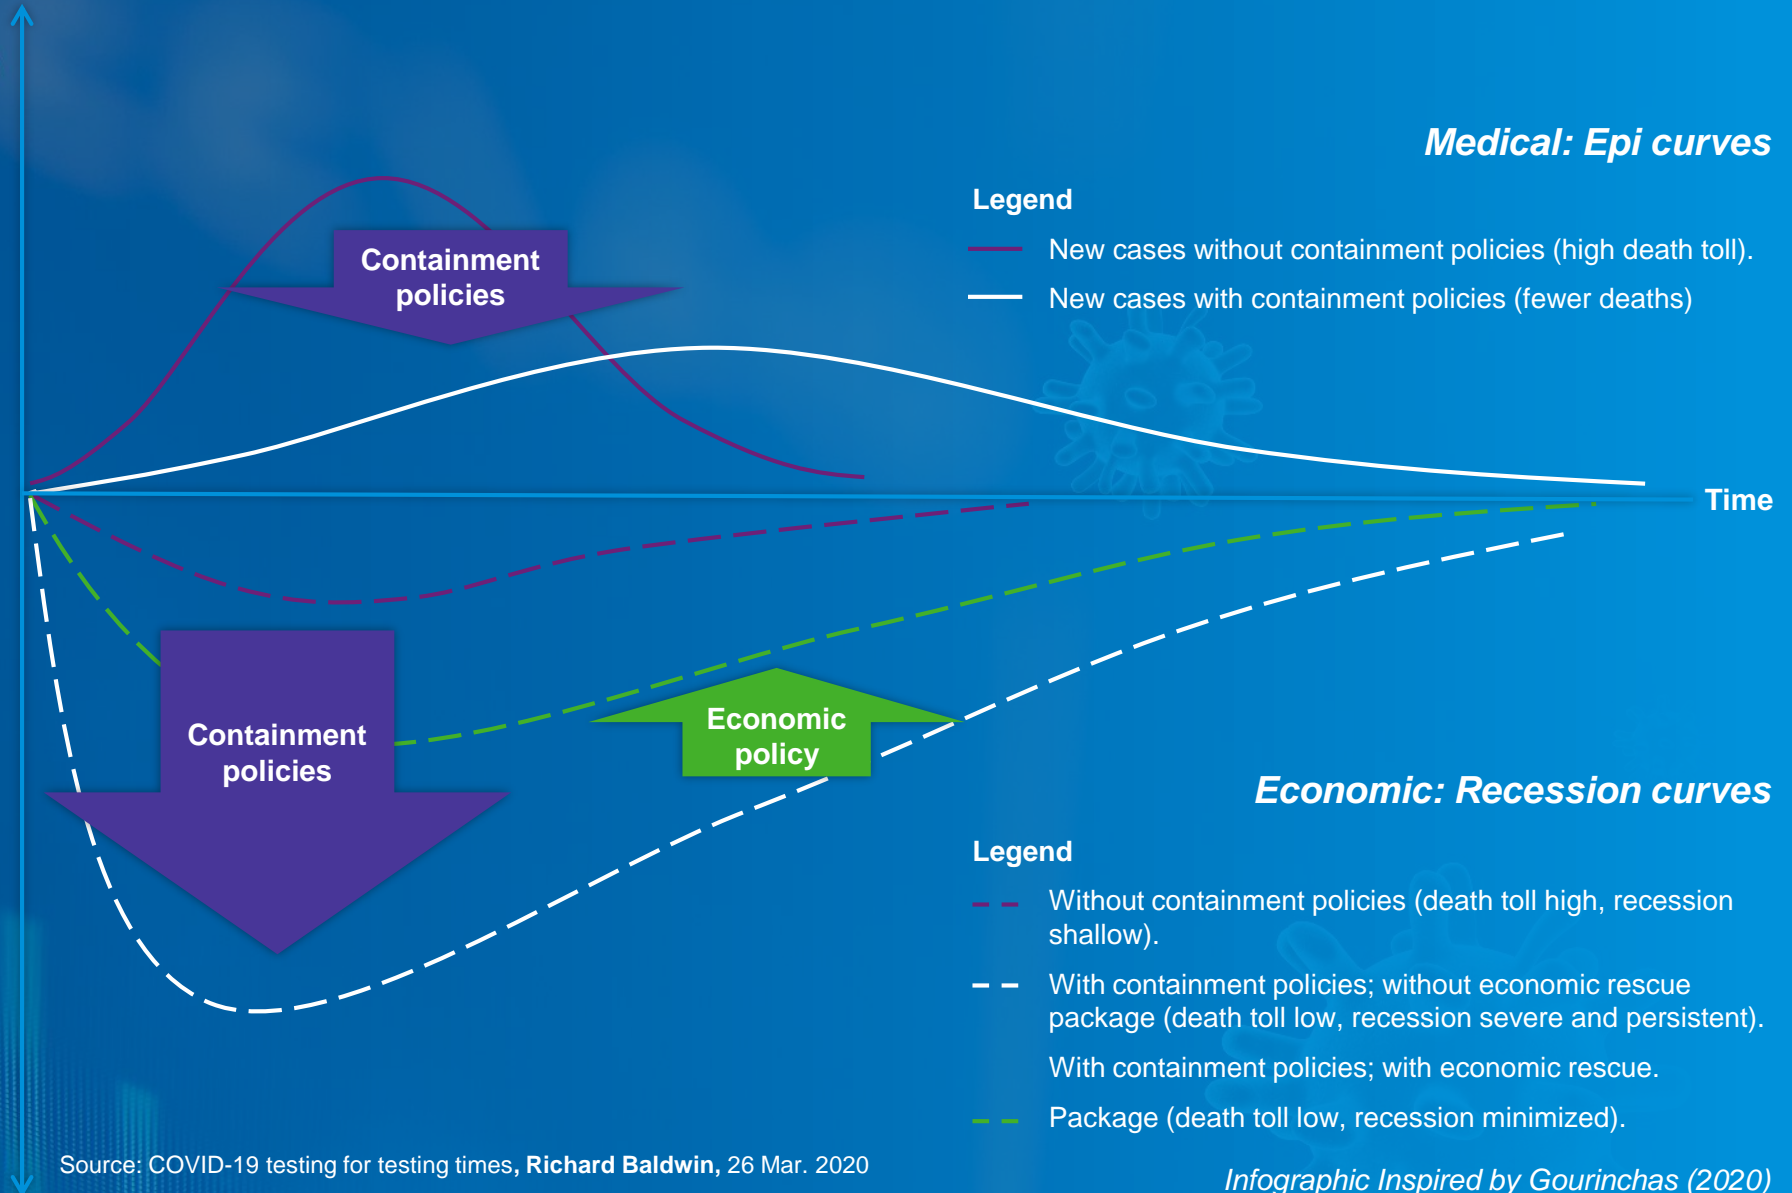 Medical: Epi curves
Legend
New cases without containment policies (high death toll).
New cases with containment policies (fewer deaths)
Containment
policies
Time
Containment
policies
Economic
policy
Economic: Recession curves
Legend
Without containment policies (death toll high, recession
shallow).
With containment policies; without economic rescue
package (death toll low, recession severe and persistent).
With containment policies; with economic rescue.
Package (death toll low, recession minimized).
Source: COVID-19 testing for testing times, Richard Baldwin, 26 Mar. 2020
Infographic Inspired by Gourinchas (2020)